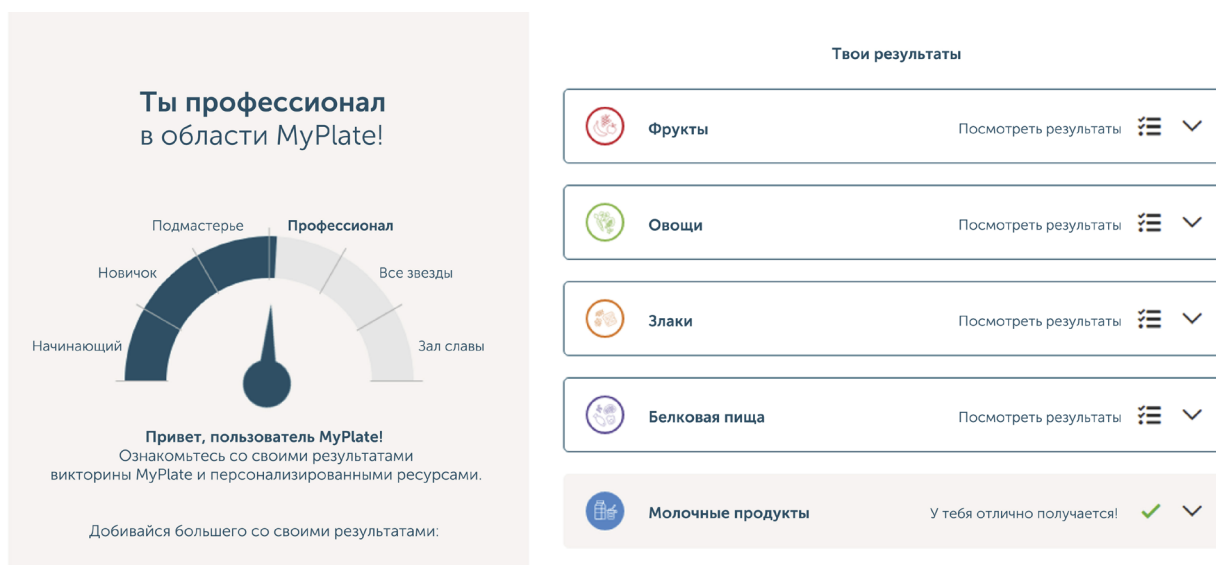 Ты профессионал
в области MyPlate!
Подмастерье
Профессионал
Новичок
Все звезды
Начинающий
Зал славы
Привет, пользователь MyPlate!
Ознакомьтесь со своими результатами
викторины MyPlate и персонализированными ресурсами.
Добивайся большего со своими результатами:
Твои результаты
Фрукты Посмотреть результаты
Овощи Посмотреть результаты
Злаки Посмотреть результаты
Белковая пища Посмотреть результаты
Молочные продукты У тебя отлично получается!